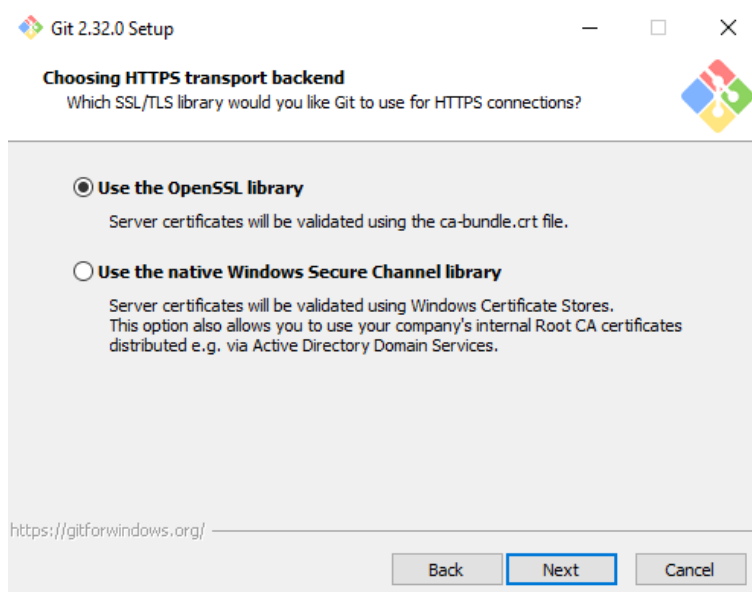 Git 2.32.0 Setup
Choosing HTTPS transport backend
Which SSL/TLS library would you like Git to use for HTTPS connections?
Use the OpenSSL library
Server certificates will be validated using the ca-bundle.crt file.
Use the native Windows Secure Channel library
Server certificates will be validated using Windows Certificate Stores.
This option also allows you to use your company's internal Root CA certificates
distributed e.g. via Active Directory Domain Services.
https://gitforwindows.org/
Back Next Cancel